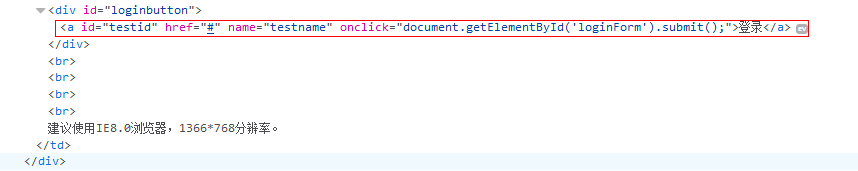 <div id="loginbutton">
<a id="testid" href="#" name="testname" onclick="document.getElementById('loginForm').submit();">登录</a>
</div>
<br>
<br>
<br>
<br>
建议使用IE8.0浏览器，1366*768分辨率。
</td>
</div>